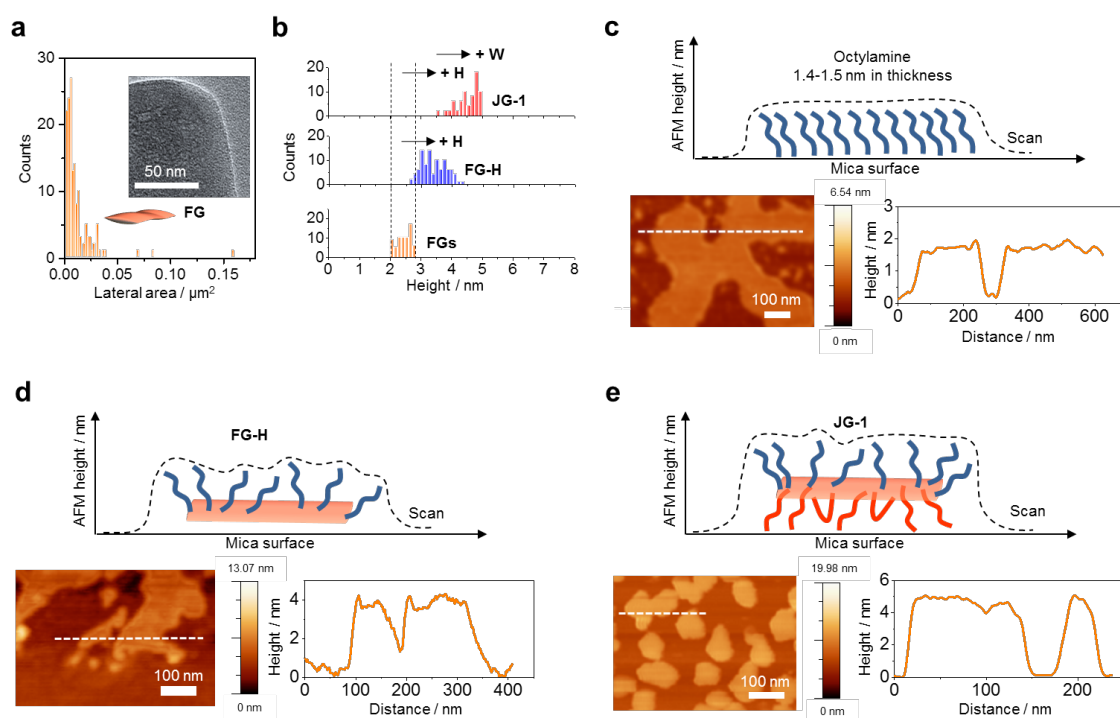 a
30
20
10
0
Counts
50 nm
FG
0.00 0.05 0.10 0.15
Lateral area / µm²
b
+ W
20
+ H
10
JG-1
0
20
+ H
10
FG-H
0
Counts
20
10
FGs
0
0 1 2 3 4 5 6 7 8
Height / nm
c
AFM height / nm
Octylamine
1.4-1.5 nm in thickness
Scan
Mica surface
6.54 nm
100 nm
0 nm
Height / nm
3
2
1
0
0 200 400 600
Distance / nm
d
AFM height / nm
FG-H
Scan
Mica surface
13.07 nm
100 nm
0 nm
Height / nm
4
2
0
0 100 200 300 400
Distance / nm
e
AFM height / nm
JG-1
Scan
Mica surface
19.98 nm
100 nm
0 nm
Height / nm
6
4
2
0
0 100 200
Distance / nm